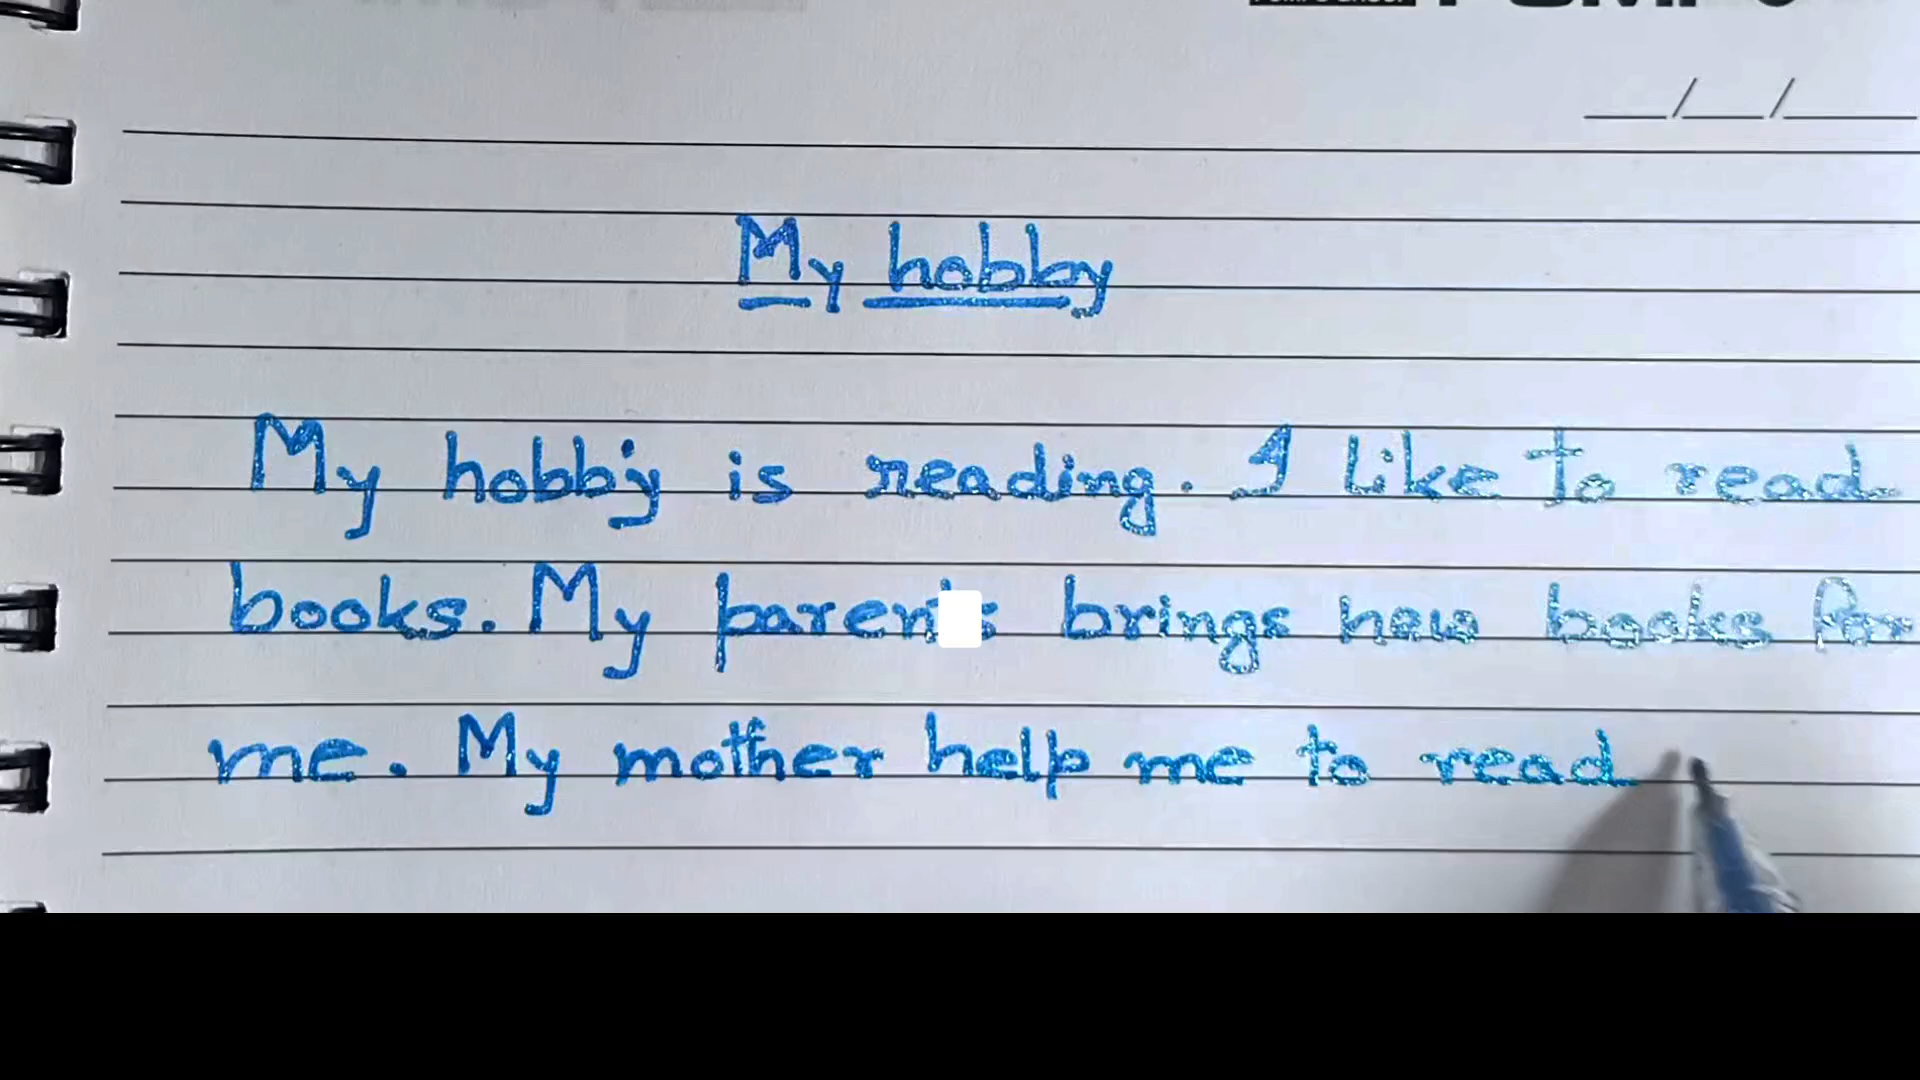 My hobby
My hobby is reading. I like to read
books. My parents brings new books for
me. My mother help me to read